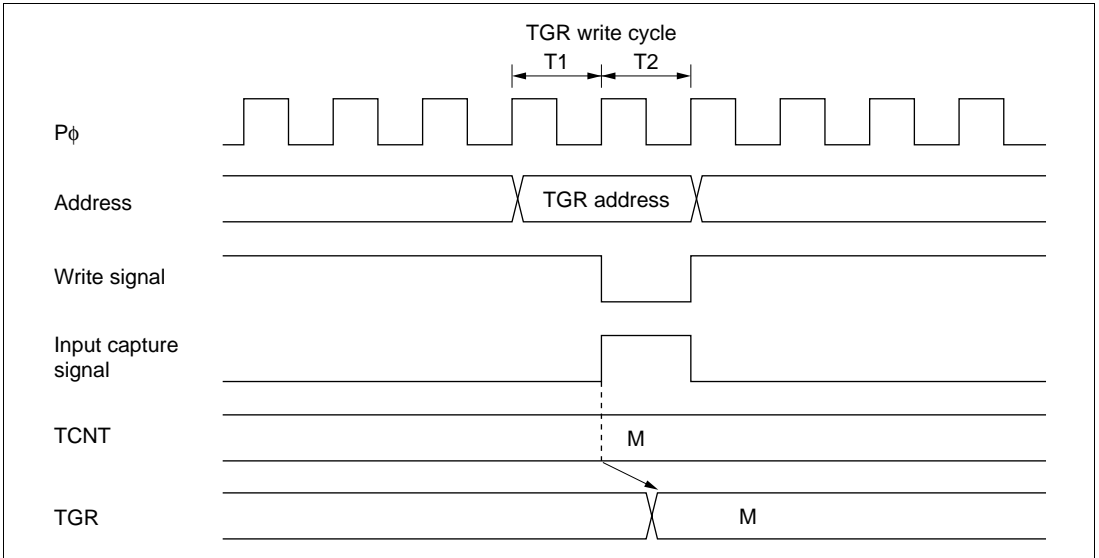 TGR write cycle
T1 T2
Pϕ
Address
TGR address
Write signal
Input capture
signal
TCNT
M
TGR
M